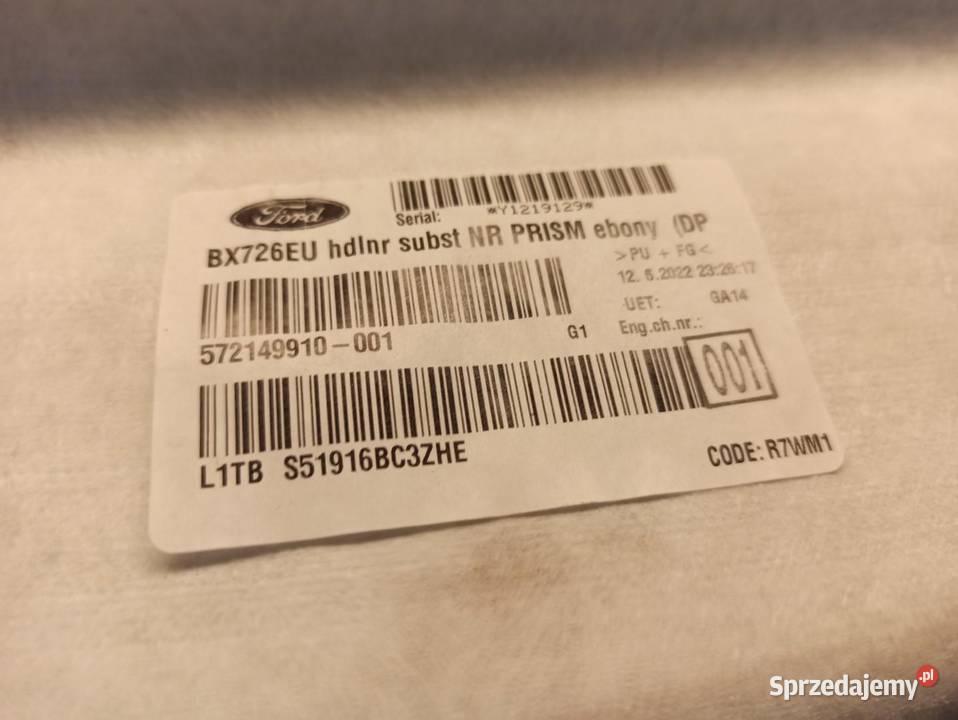 Ford
Serial: *Y1219129*
BX726EU hdlnr subst NR PRISM ebony (DP
>PU + FG<
12. 6.2022 23:26:17
UET: GA14
572149910-001
G1
Eng.ch.nr.:
001
L1TB S51916BC3ZHE
CODE: R7WM1
Sprzedajemy.pl